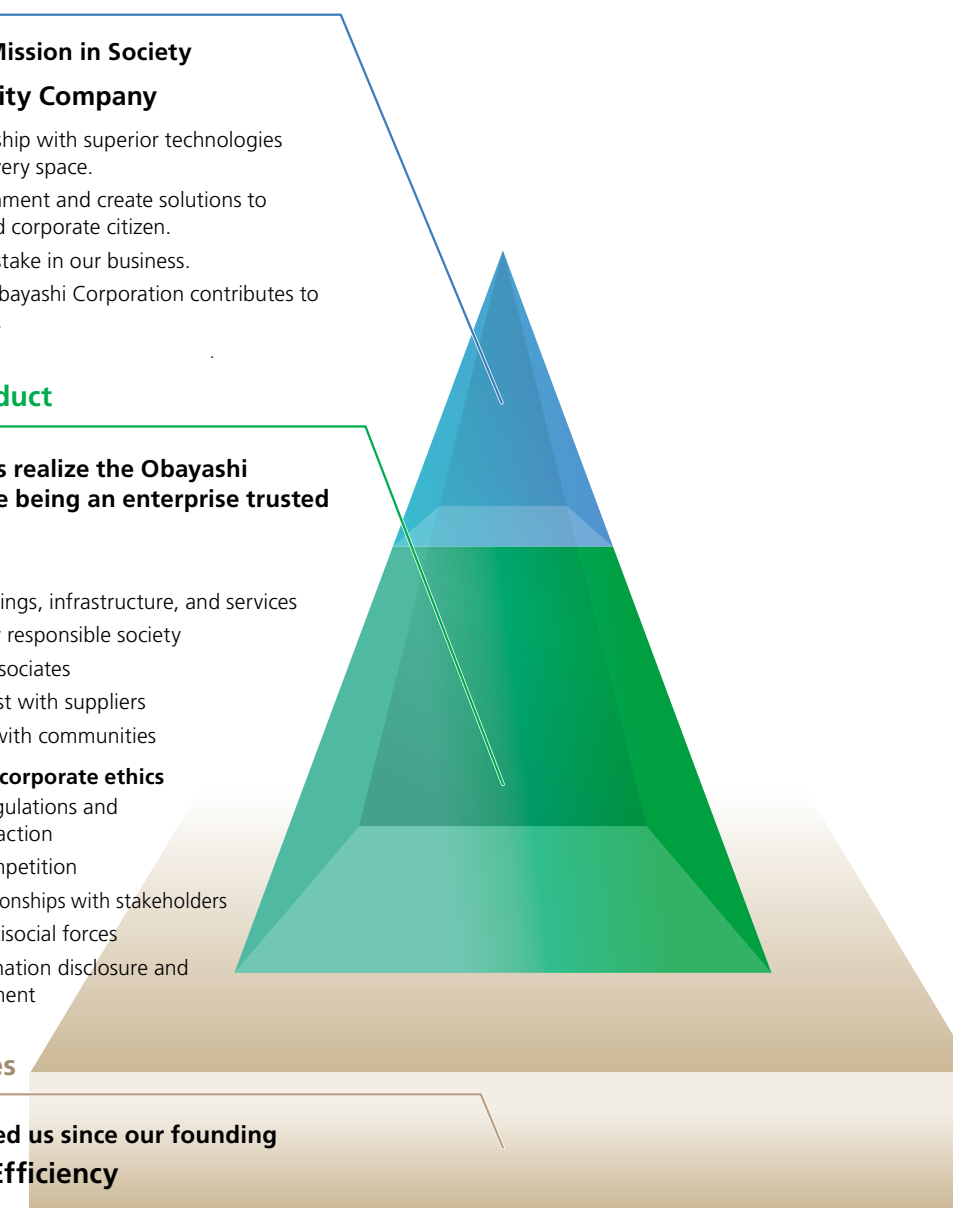 Mission in Society
ity Company
ship with superior technologies
very space.
nment and create solutions to
d corporate citizen.
stake in our business.
bayashi Corporation contributes to
.
duct
s realize the Obayashi
e being an enterprise trusted
ings, infrastructure, and services
responsible society
sociates
st with suppliers
with communities
corporate ethics
gulations and
action
mpetition
onships with stakeholders
tisocial forces
mation disclosure and
ment
es
ed us since our founding
Efficiency